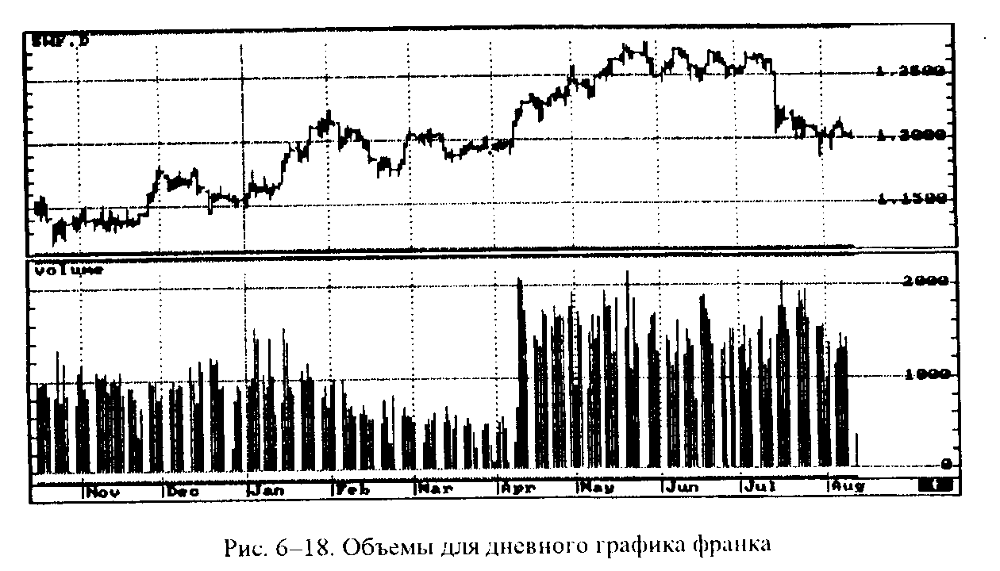 SWF.D
1.2500
1.2000
1.1500
volume
2000
1000
0
Nov Dec Jan Feb Mar Apr May Jun Jul Aug
Рис. 6–18. Объемы для дневного графика франка